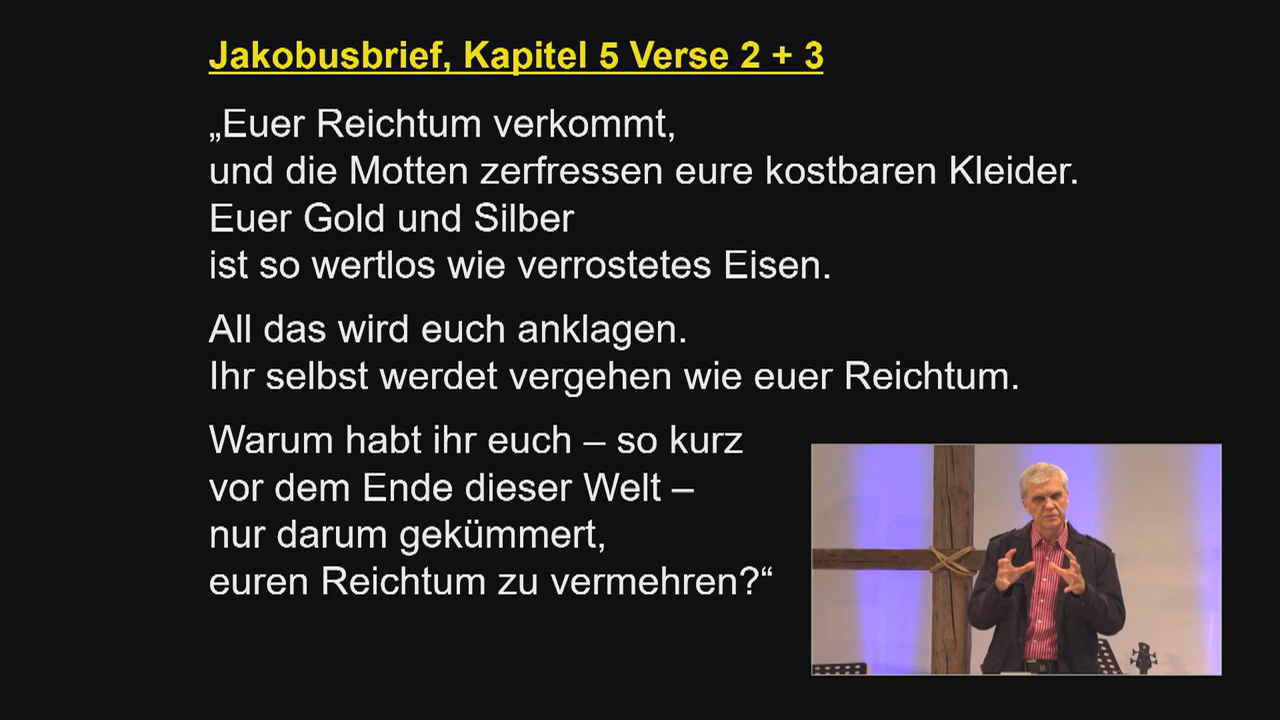 Jakobusbrief, Kapitel 5 Verse 2 + 3
„Euer Reichtum verkommt,
und die Motten zerfressen eure kostbaren Kleider.
Euer Gold und Silber
ist so wertlos wie verrostetes Eisen.
All das wird euch anklagen.
Ihr selbst werdet vergehen wie euer Reichtum.
Warum habt ihr euch – so kurz
vor dem Ende dieser Welt –
nur darum gekümmert,
euren Reichtum zu vermehren?“